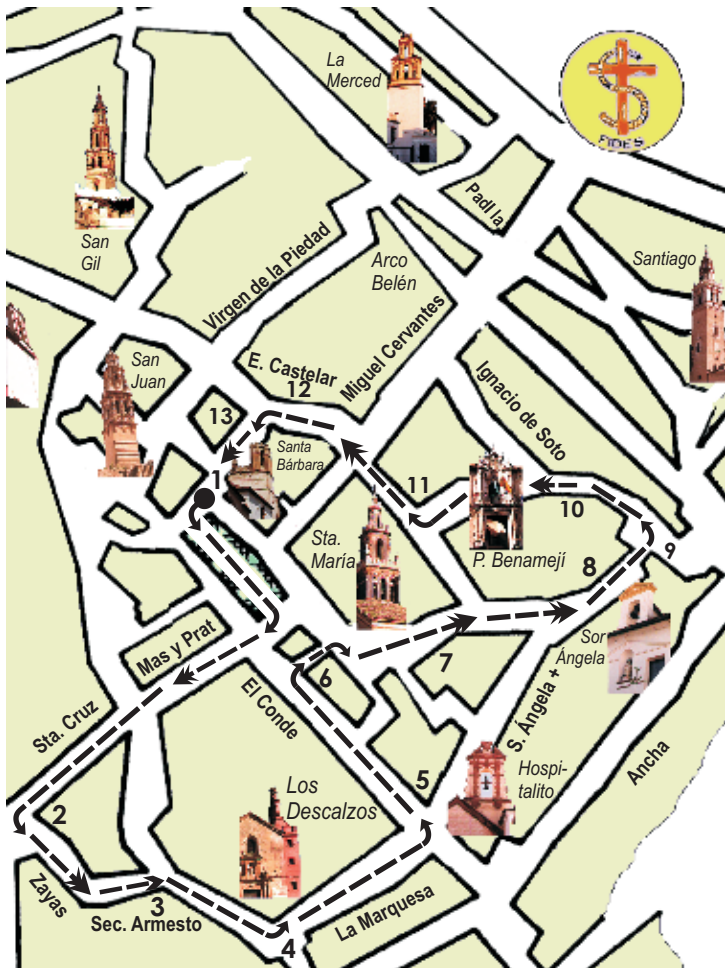 La
Merced
FIDES
Padl la
San
Gil
Virgen de la Piedad
Arco
Belén
Santiago
Miguel Cervantes
San
Juan
E. Castelar
12
Ignacio de Soto
13
Santa
Bárbara
1
11
10
Sta.
María
P. Benamejí
8
9
Mas y Prat
6
7
Sor
Ángela
Sta. Cruz
El Conde
S. Ángela +
Ancha
Hospi-
talito
5
Los
Descalzos
2
Zayas
3
Sec. Armesto
4
La Marquesa